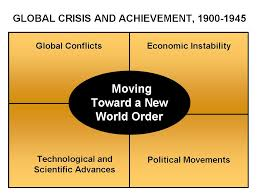 GLOBAL CRISIS AND ACHIEVEMENT, 1900-1945
Global Conflicts
Economic Instability
Moving
Toward a New
World Order
Technological and
Scientific Advances
Political Movements